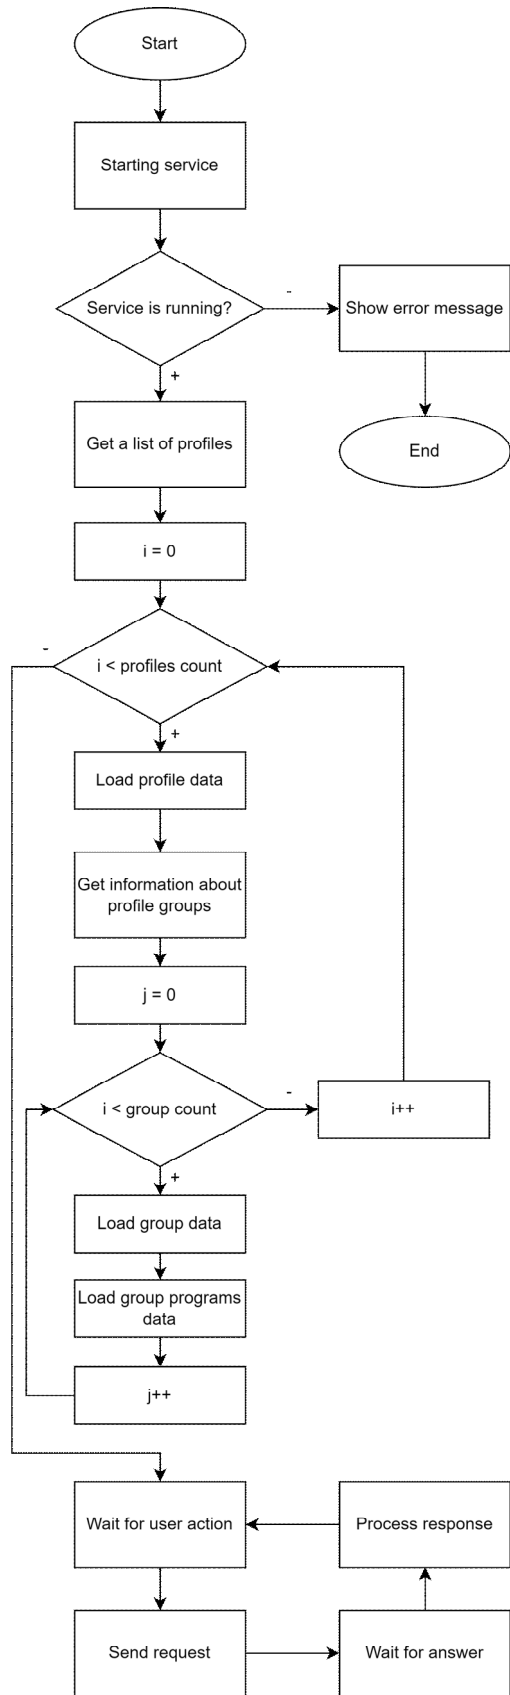 Start
Starting service
Service is running?
-
Show error message
+
Get a list of profiles
End
i = 0
-
i < profiles count
+
Load profile data
Get information about
profile groups
j = 0
i < group count
-
i++
+
Load group data
Load group programs
data
j++
Wait for user action
Process response
Send request
Wait for answer